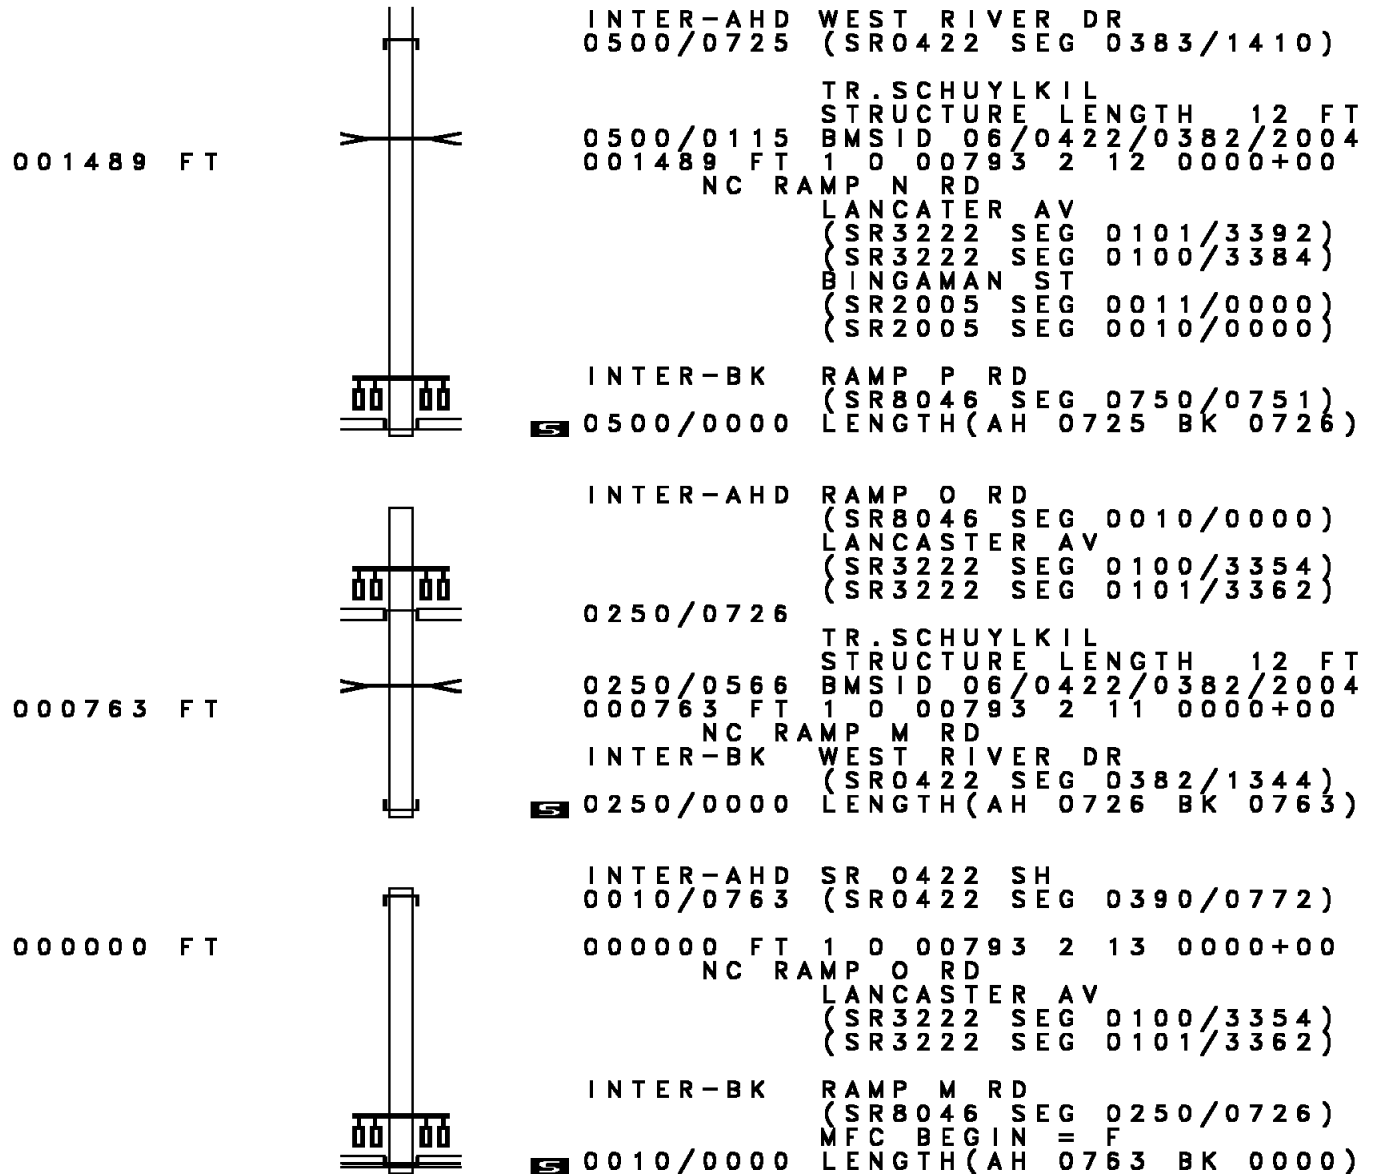 INTER-AHD WEST RIVER DR
0500/0725 (SR0422 SEG 0383/1410)
TR.SCHUYLKIL
STRUCTURE LENGTH 12 FT
0500/0115 BMSID 06/0422/0382/2004
001489 FT 001489 FT 1 0 00793 2 12 0000+00
NC RAMP N RD
LANCATER AV
(SR3222 SEG 0101/3392)
(SR3222 SEG 0100/3384)
BINGAMAN ST
(SR2005 SEG 0011/0000)
(SR2005 SEG 0010/0000)
INTER-BK RAMP P RD
(SR8046 SEG 0750/0751)
S 0500/0000 LENGTH(AH 0725 BK 0726)
INTER-AHD RAMP O RD
(SR8046 SEG 0010/0000)
LANCASTER AV
(SR3222 SEG 0100/3354)
(SR3222 SEG 0101/3362)
0250/0726
TR.SCHUYLKIL
STRUCTURE LENGTH 12 FT
0250/0566 BMSID 06/0422/0382/2004
000763 FT 000763 FT 1 0 00793 2 11 0000+00
NC RAMP M RD
INTER-BK WEST RIVER DR
(SR0422 SEG 0382/1344)
S 0250/0000 LENGTH(AH 0726 BK 0763)
INTER-AHD SR 0422 SH
0010/0763 (SR0422 SEG 0390/0772)
000000 FT 000000 FT 1 0 00793 2 13 0000+00
NC RAMP O RD
LANCASTER AV
(SR3222 SEG 0100/3354)
(SR3222 SEG 0101/3362)
INTER-BK RAMP M RD
(SR8046 SEG 0250/0726)
MFC BEGIN = F
S 0010/0000 LENGTH(AH 0763 BK 0000)